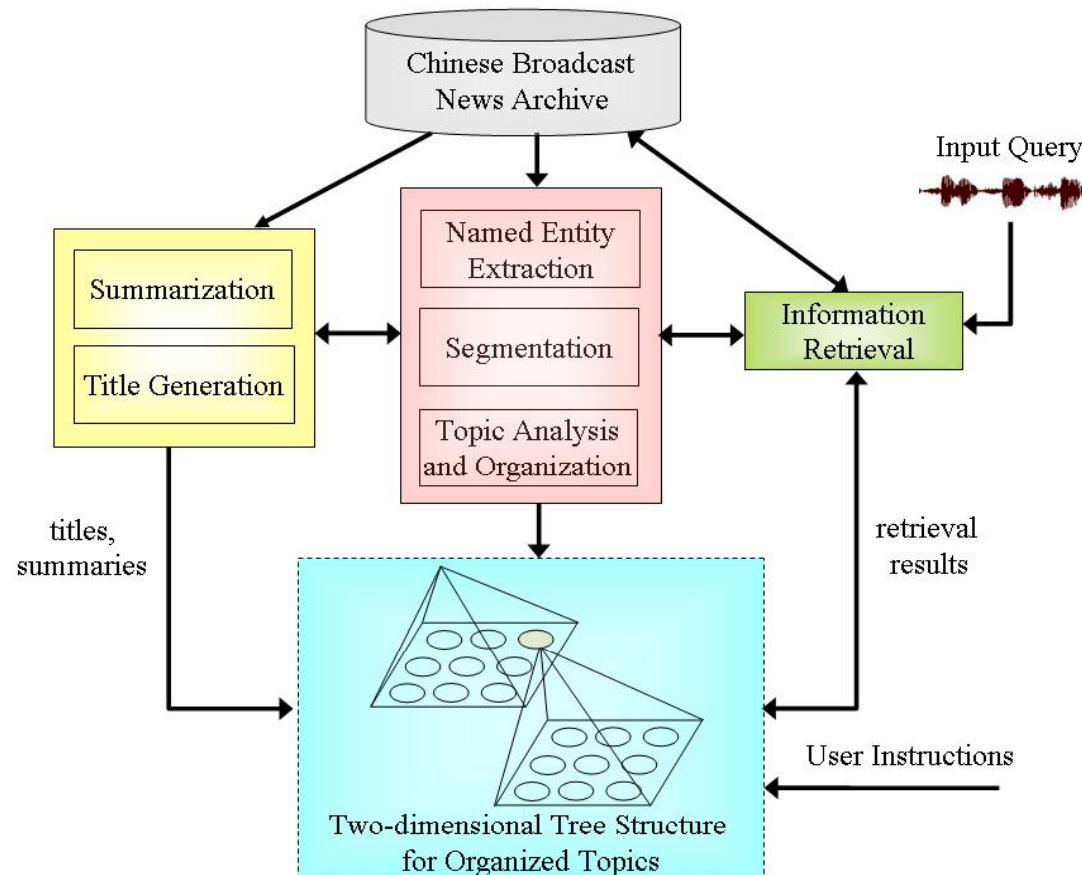 Chinese Broadcast
News Archive
Input Query
Named Entity
Extraction
Summarization
Segmentation
Information
Retrieval
Title Generation
Topic Analysis
and Organization
titles,
summaries
retrieval
results
User Instructions
Two-dimensional Tree Structure
for Organized Topics